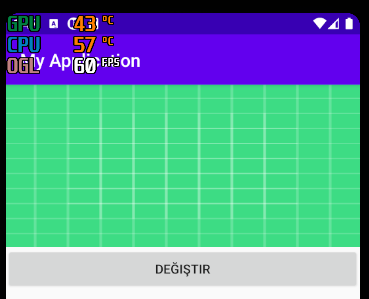 GPU 43 °C
CPU 57 °C
OGL 60 FPS
My Application
DEĞİŞTİR